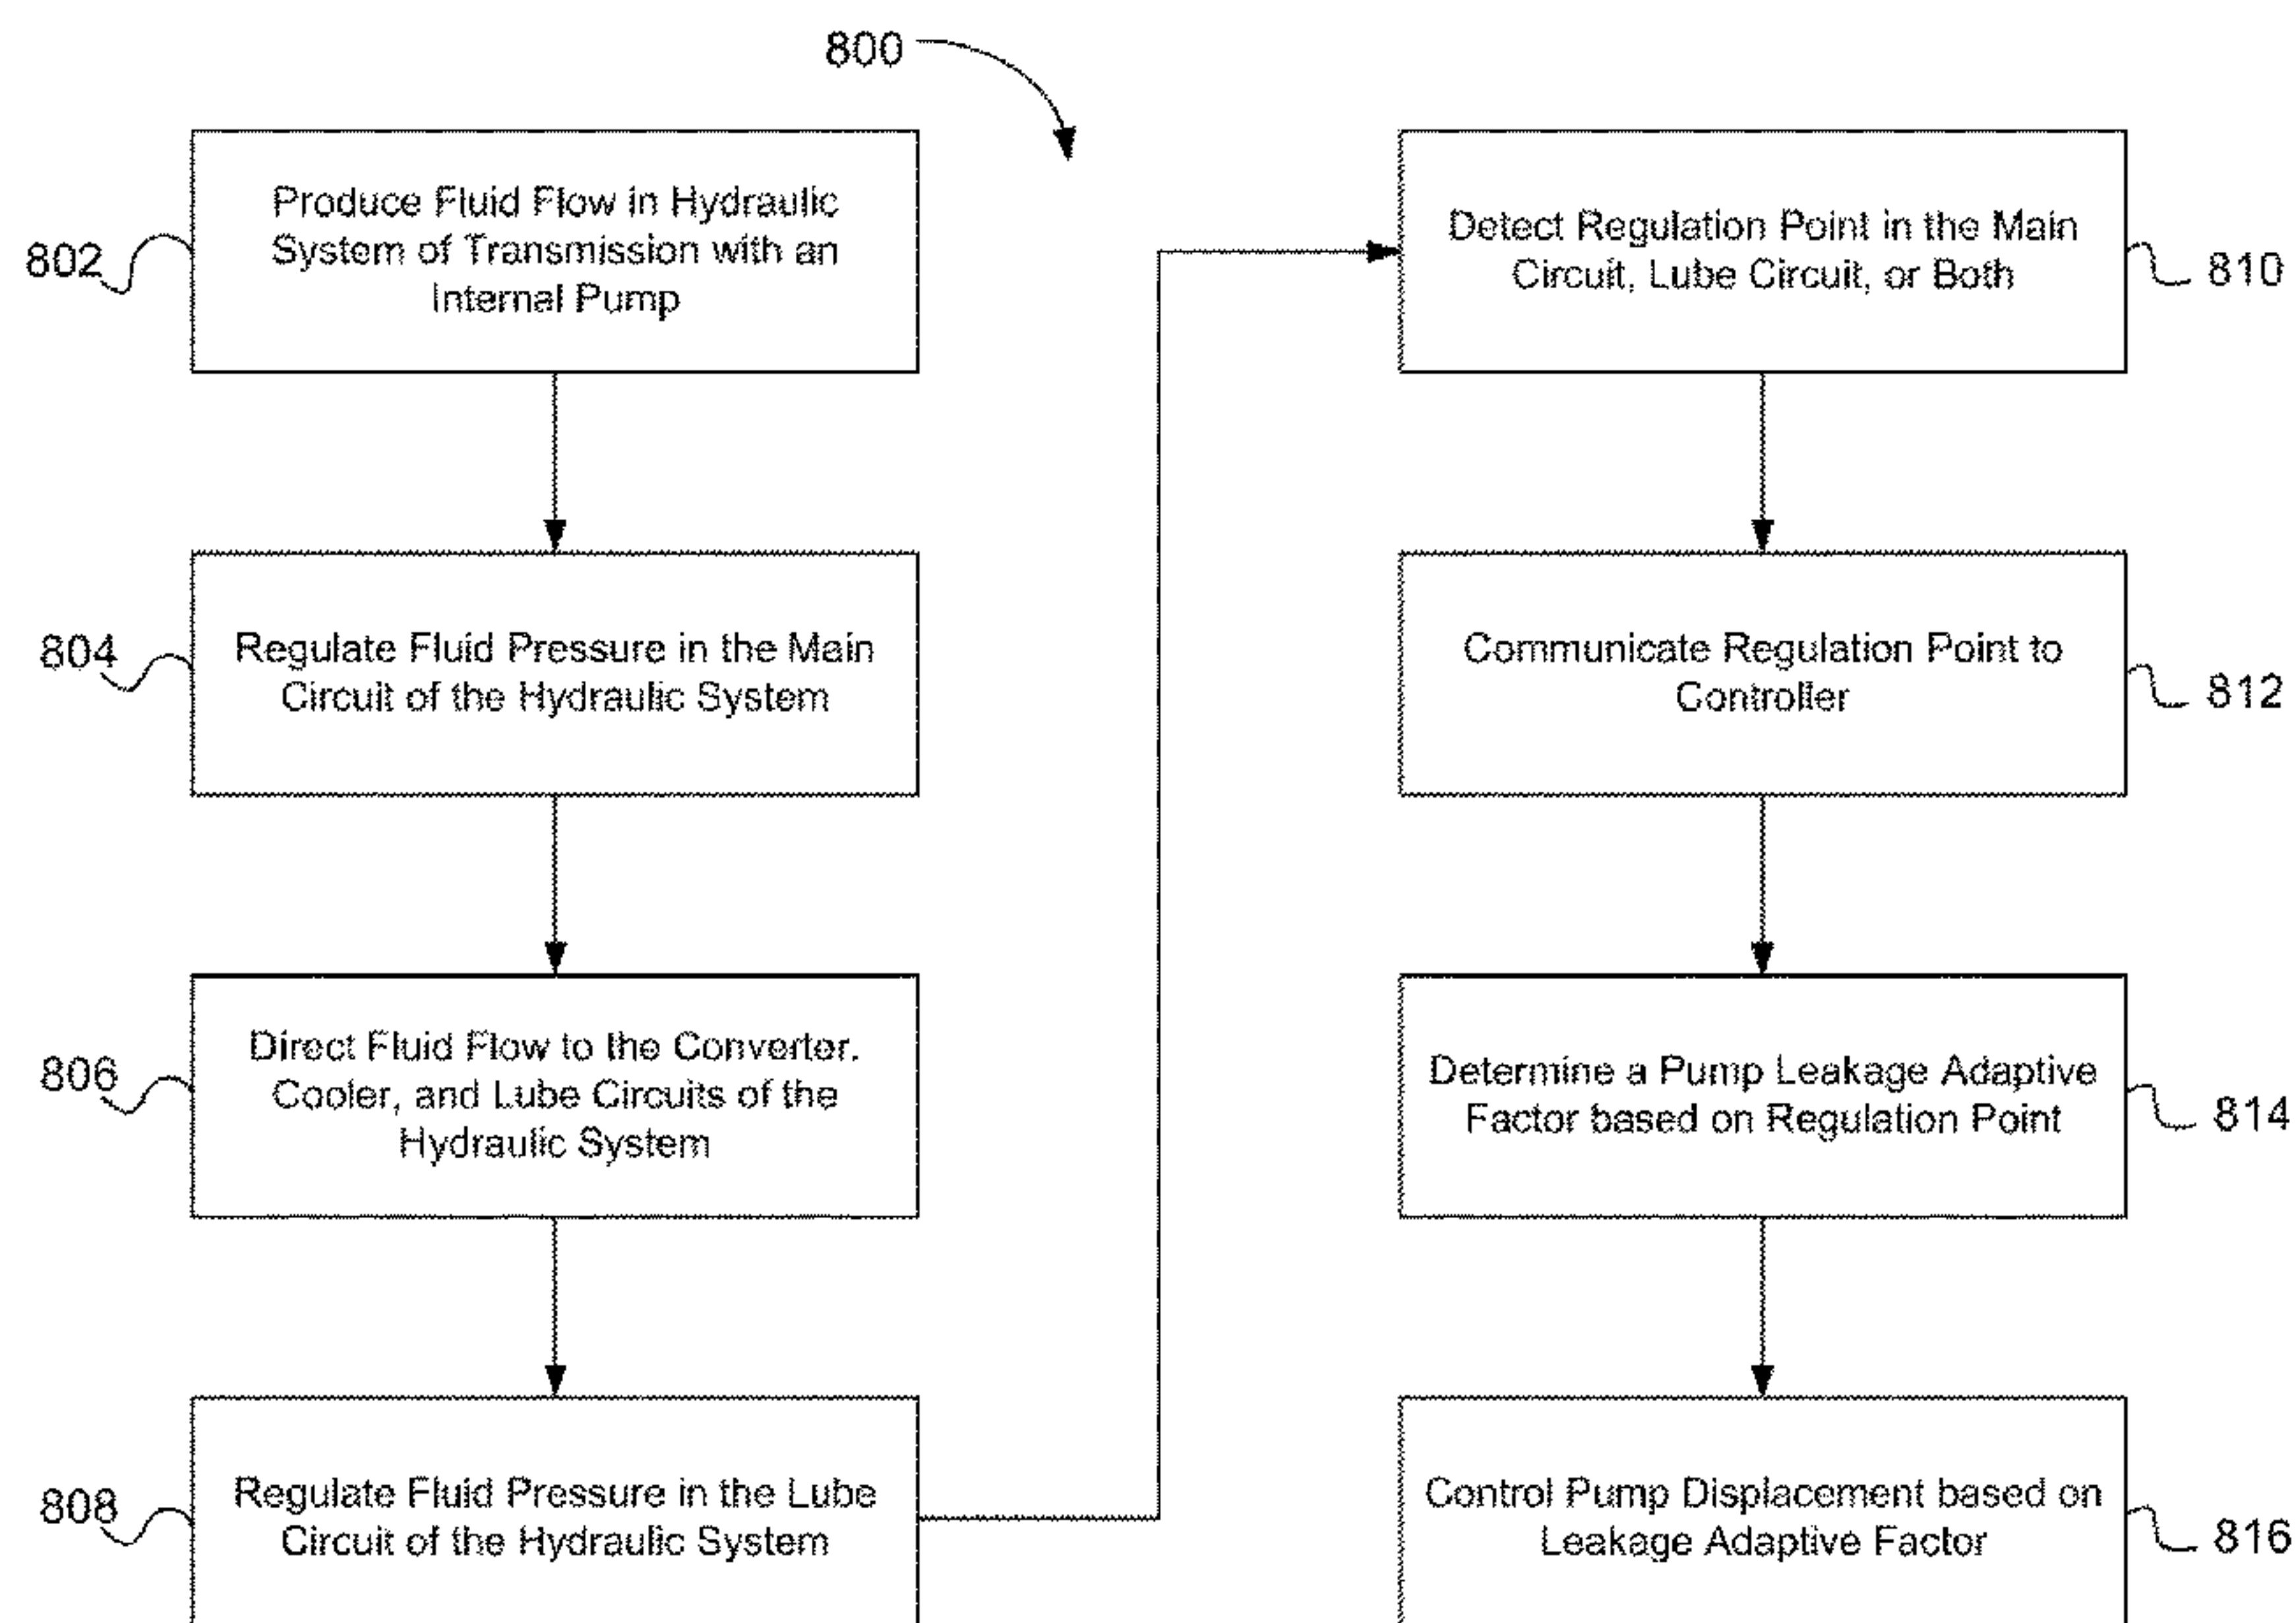 800
802
Produce Fluid Flow in Hydraulic
System of Transmission with an
Internal Pump
804
Regulate Fluid Pressure in the Main
Circuit of the Hydraulic System
806
Direct Fluid Flow to the Converter,
Cooler, and Lube Circuits of the
Hydraulic System
808
Regulate Fluid Pressure in the Lube
Circuit of the Hydraulic System
Detect Regulation Point in the Main
Circuit, Lube Circuit, or Both
810
Communicate Regulation Point to
Controller
812
Determine a Pump Leakage Adaptive
Factor based on Regulation Point
814
Control Pump Displacement based on
Leakage Adaptive Factor
816